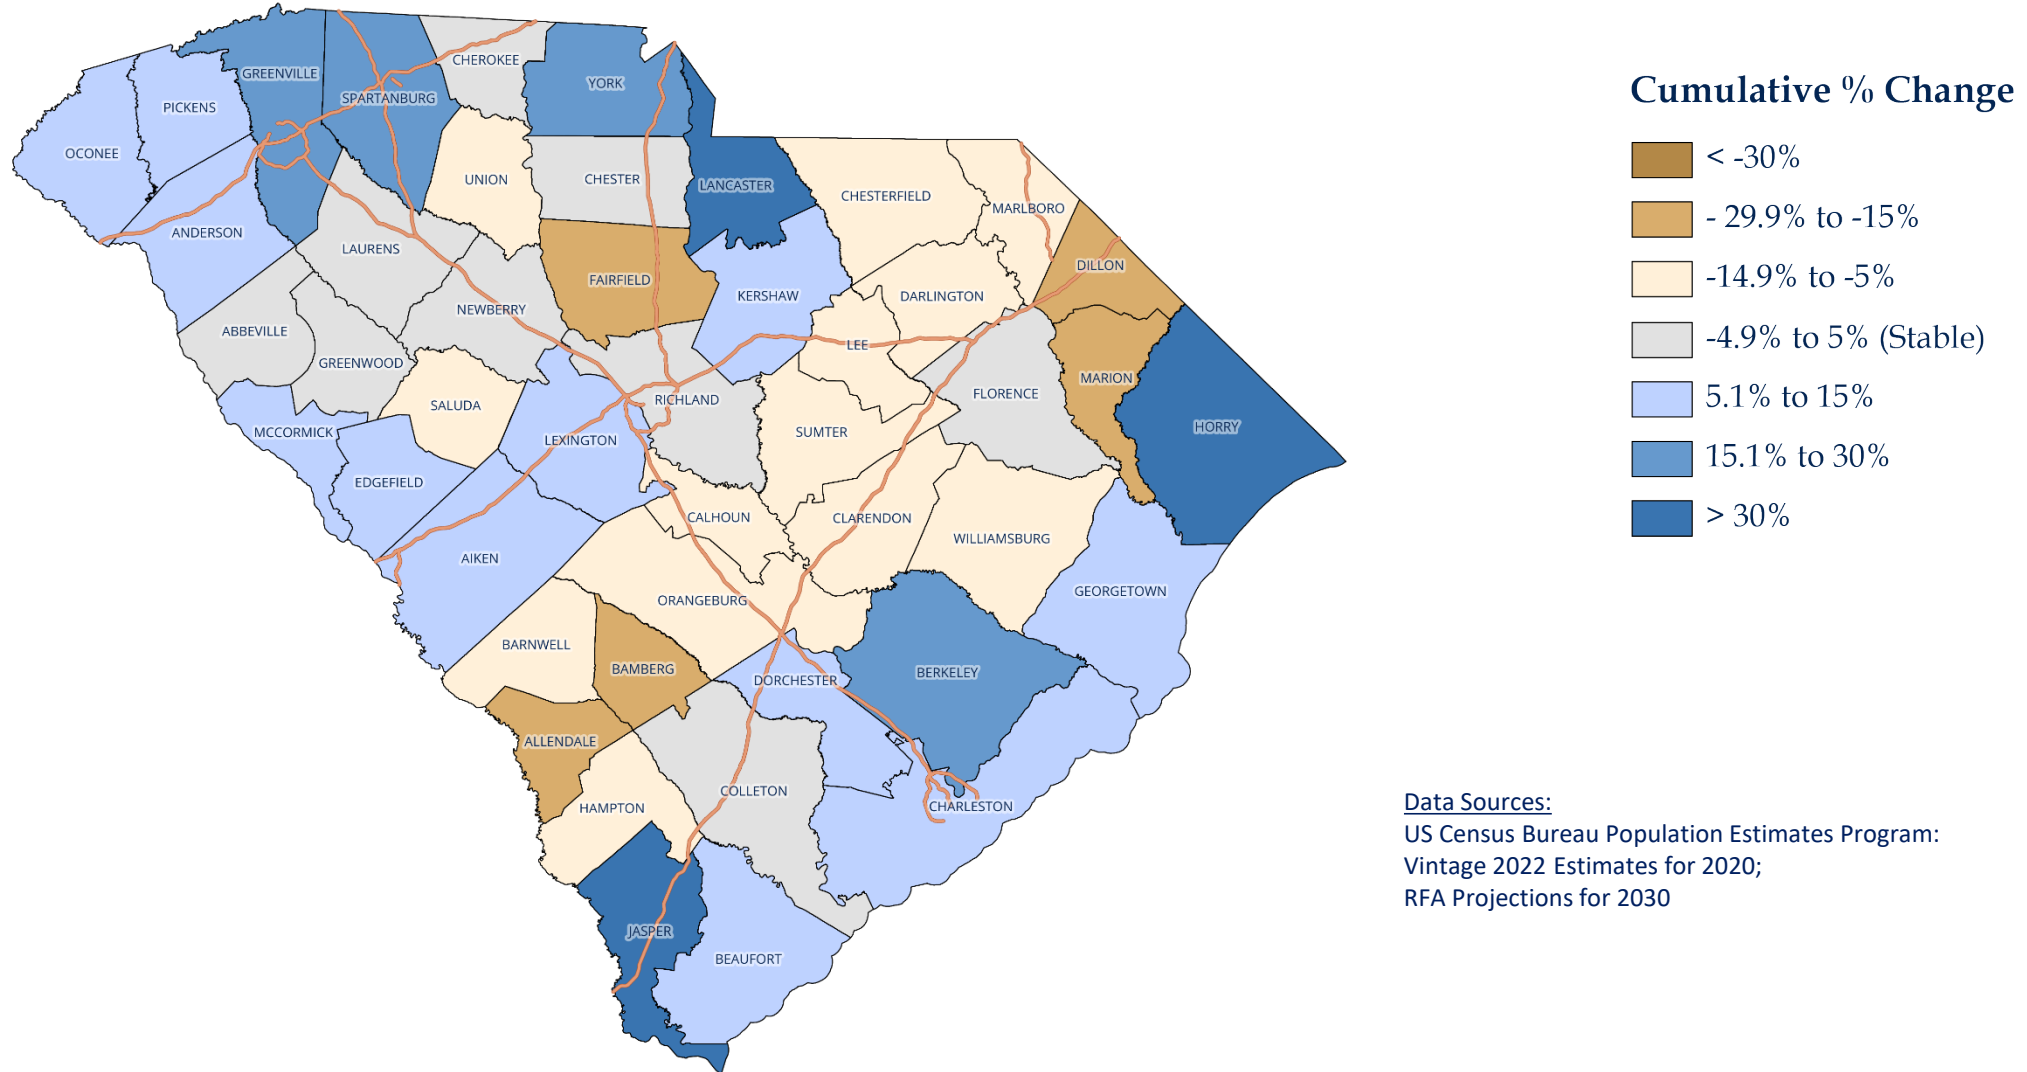 CHEROKEE
GREENVILLE
YORK
SPARTANBURG
PICKENS
OCONEE
UNION
CHESTER
LANCASTER
CHESTERFIELD
MARLBORO
ANDERSON
LAURENS
FAIRFIELD
DILLON
KERSHAW
DARLINGTON
NEWBERRY
ABBEVILLE
LEE
GREENWOOD
MARION
FLORENCE
RICHLAND
SALUDA
HORRY
MCCORMICK
SUMTER
LEXINGTON
EDGEFIELD
CALHOUN
CLARENDON
WILLIAMSBURG
AIKEN
GEORGETOWN
ORANGEBURG
BARNWELL
BAMBERG
BERKELEY
DORCHESTER
ALLENDALE
COLLETON
HAMPTON
CHARLESTON
JASPER
BEAUFORT
Cumulative % Change
< -30%
- 29.9% to -15%
-14.9% to -5%
-4.9% to 5% (Stable)
5.1% to 15%
15.1% to 30%
> 30%
Data Sources:
US Census Bureau Population Estimates Program:
Vintage 2022 Estimates for 2020;
RFA Projections for 2030